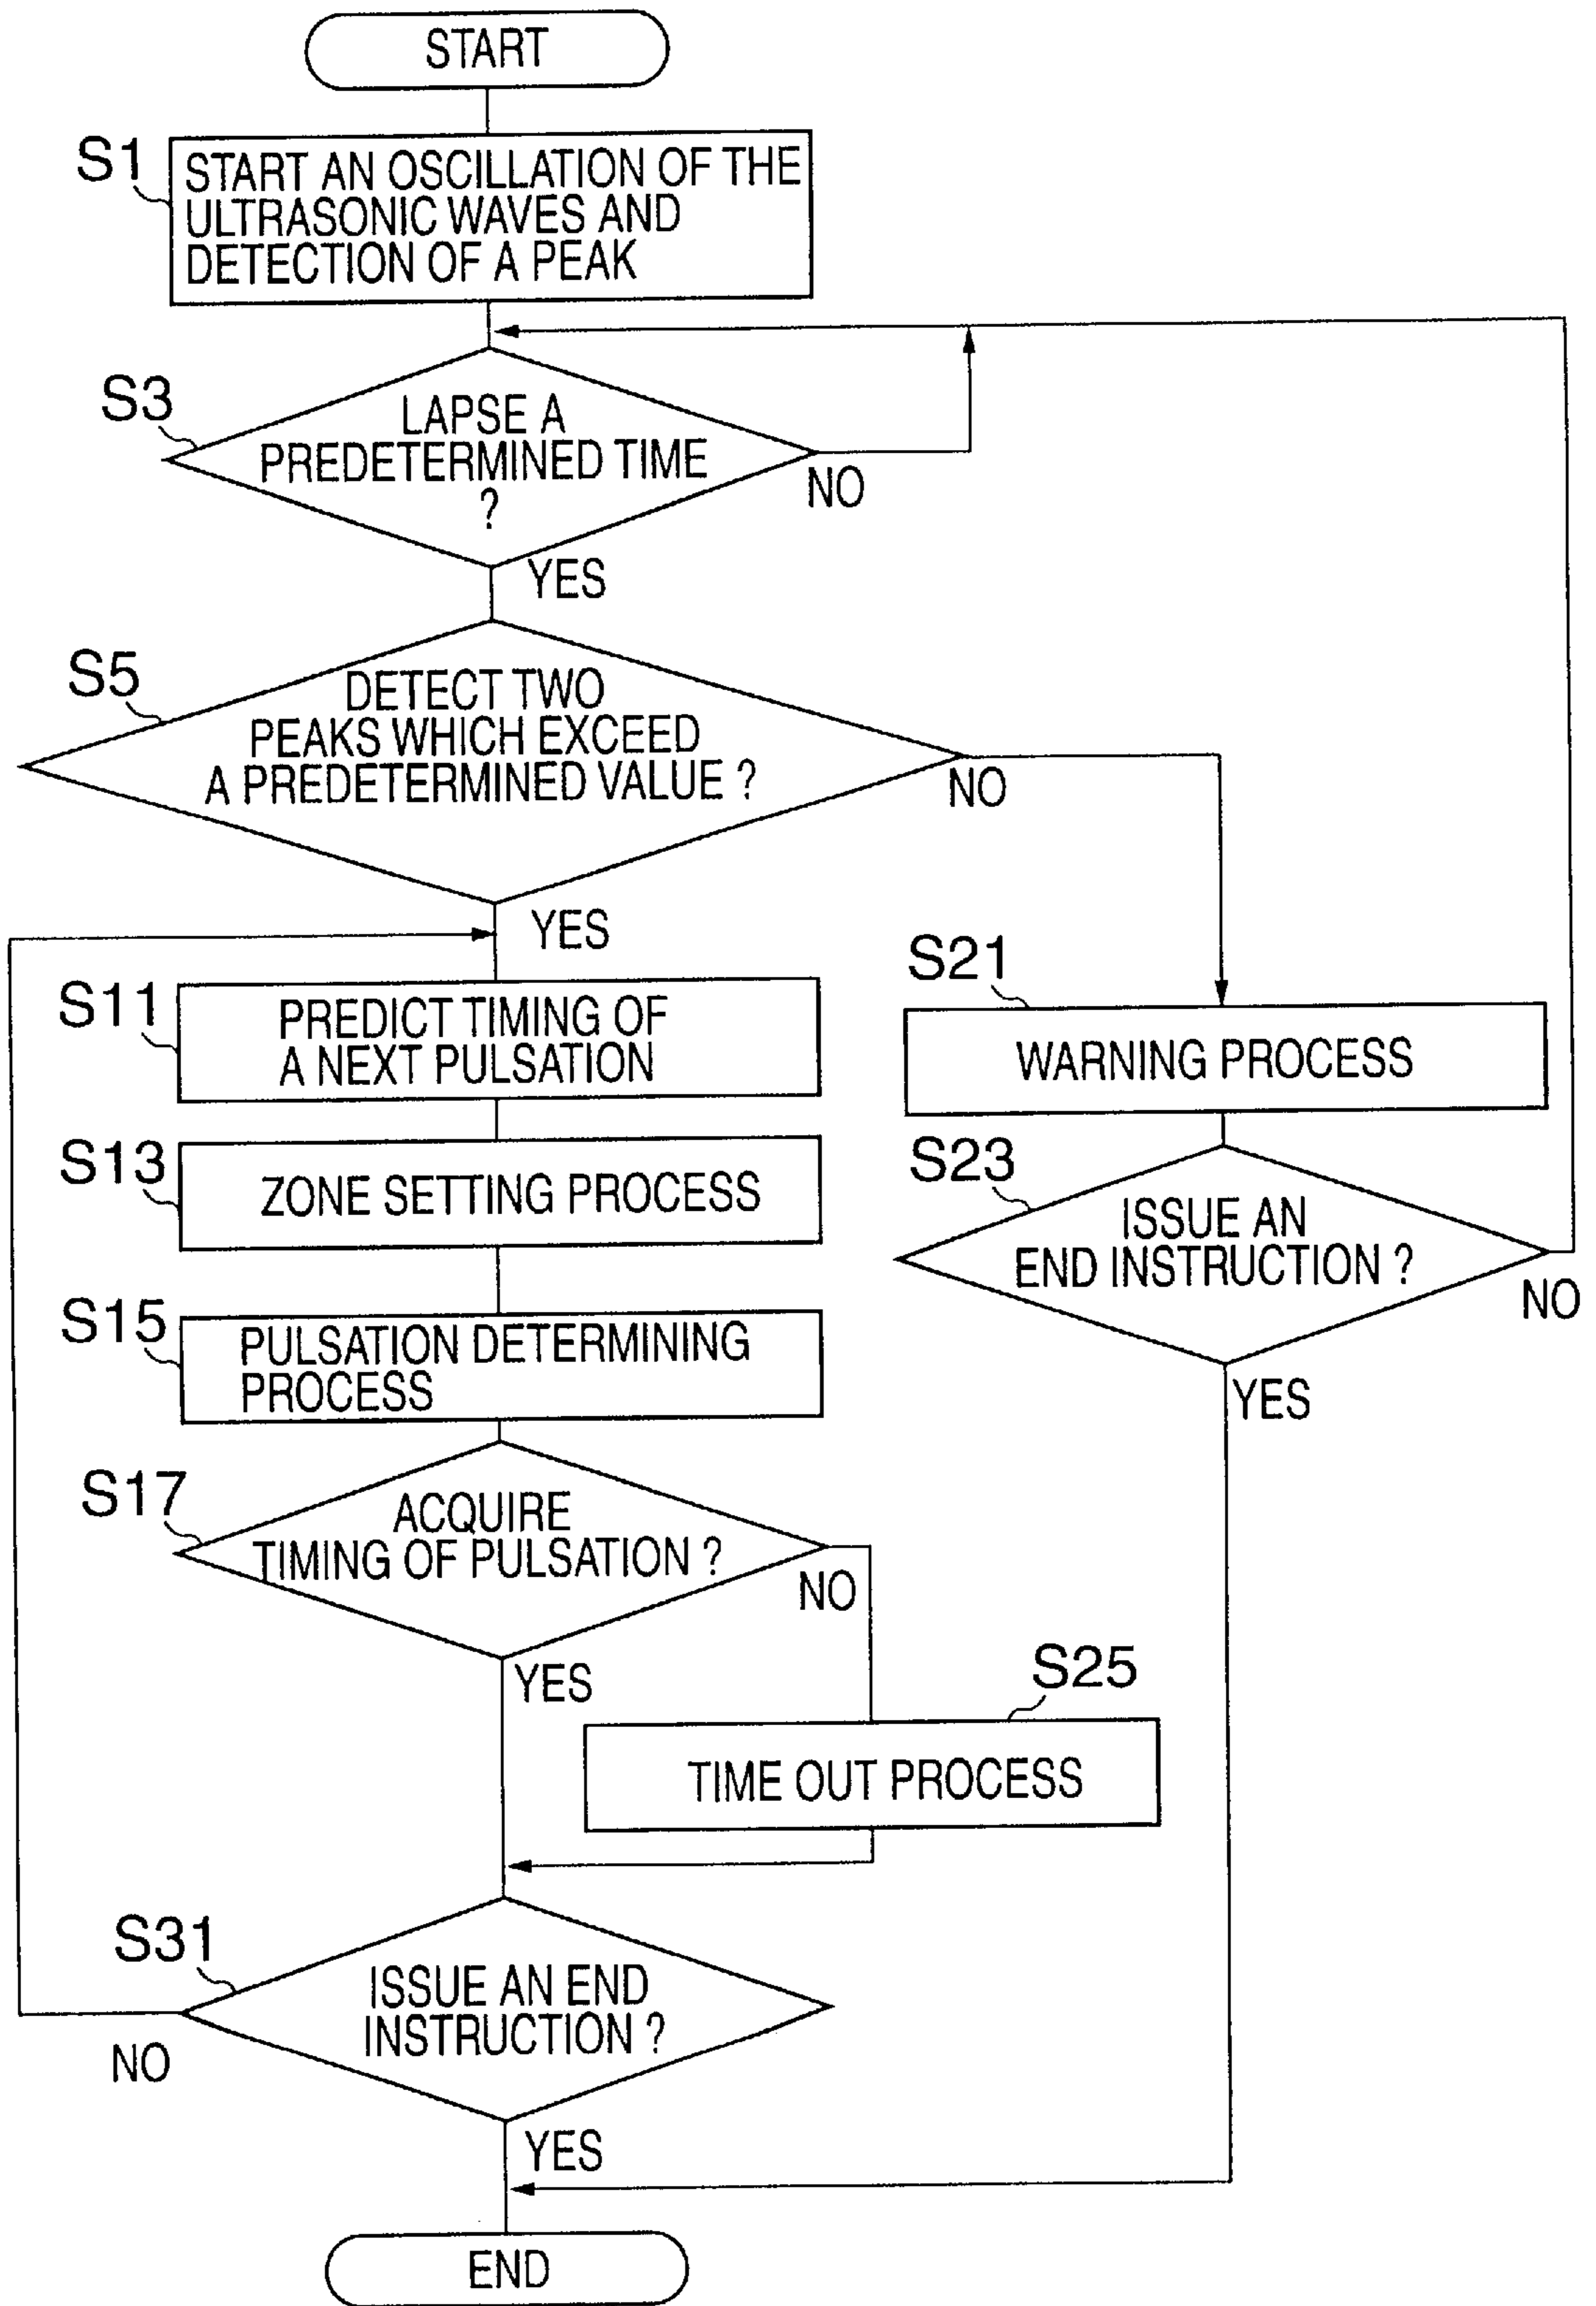 START
S1
START AN OSCILLATION OF THE
ULTRASONIC WAVES AND
DETECTION OF A PEAK
S3
LAPSE A
PREDETERMINED TIME
?
NO
YES
S5
DETECT TWO
PEAKS WHICH EXCEED
A PREDETERMINED VALUE ?
NO
YES
S11
PREDICT TIMING OF
A NEXT PULSATION
S21
WARNING PROCESS
S13
ZONE SETTING PROCESS
S23
ISSUE AN
END INSTRUCTION ?
NO
YES
S15
PULSATION DETERMINING
PROCESS
S17
ACQUIRE
TIMING OF PULSATION ?
NO
YES
S25
TIME OUT PROCESS
S31
ISSUE AN END
INSTRUCTION ?
NO
YES
END